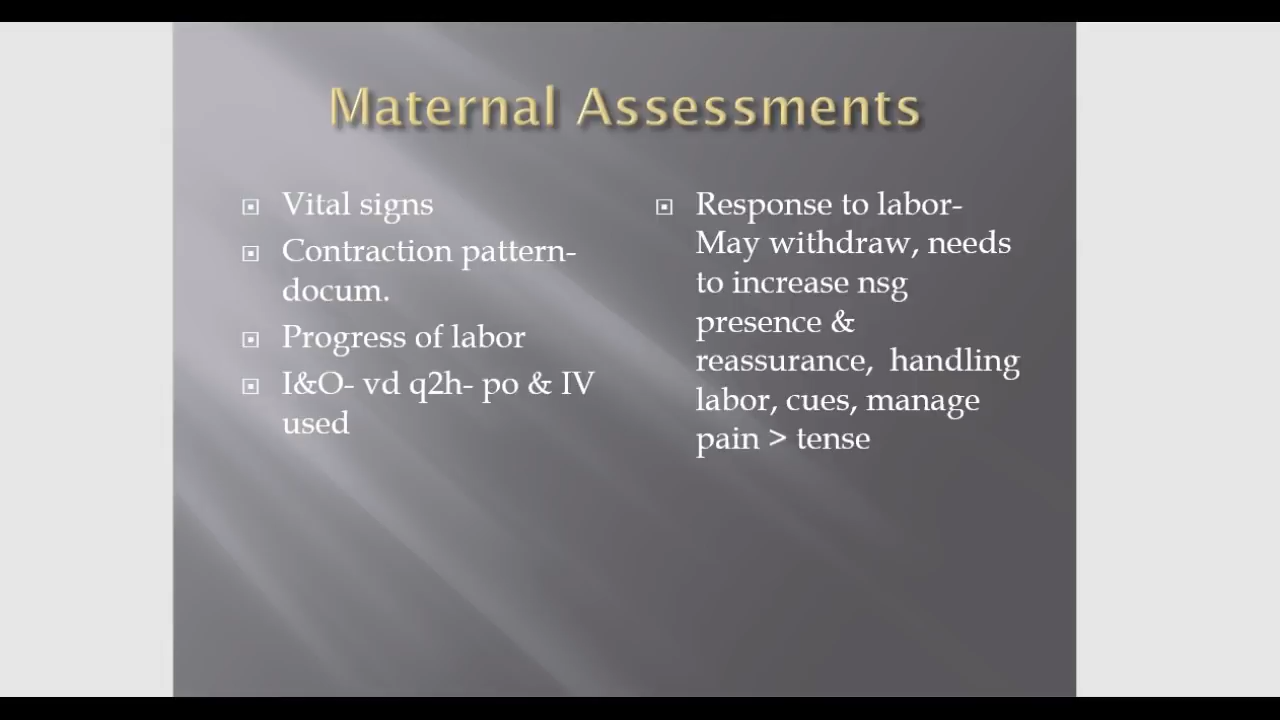 Maternal Assessments
Vital signs
Contraction pattern-
docum.
Progress of labor
I&O- vd q2h- po & IV
used
Response to labor-
May withdraw, needs
to increase nsg
presence &
reassurance,  handling
labor, cues, manage
pain > tense